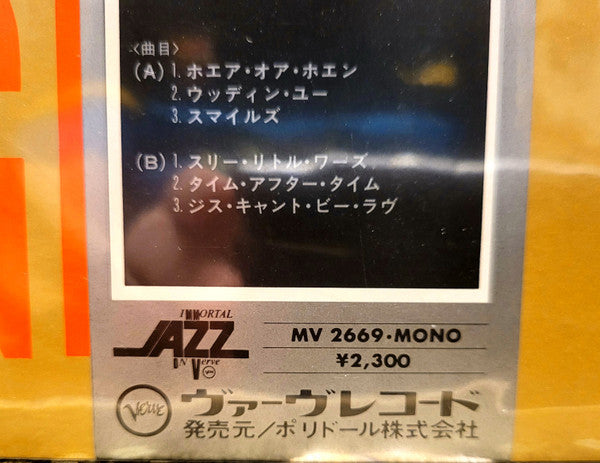 〈曲目〉
(A) 1. ホエア・オア・ホエン
2. ウッディン・ユー
3. スマイルズ
(B) 1. スリー・リトル・ワーズ
2. タイム・アフター・タイム
3. ジス・キャント・ビー・ラヴ
IMMORTAL
JAZZ
ON Verve
MV 2669・MONO
¥2,300
Verve ヴァーヴレコード
発売元/ポリドール株式会社